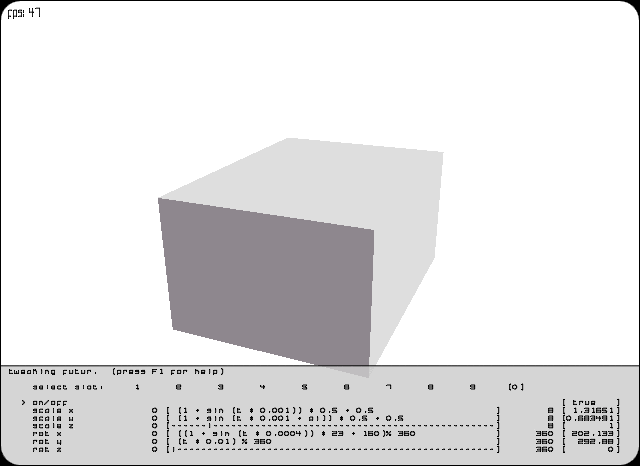 fps: 47
tweaking futur. (press F1 for help)
select slot: 1 2 3 4 5 6 7 8 9 [0]
> on/off [ true ]
scale x 0 [ (1 + sin (t * 0.001)) * 0.5 + 0.5 ] 8 [ 1.31651 ]
scale y 0 [ (1 + sin (t * 0.001 + pi)) * 0.5 + 0.5 ] 8 [ 0.683491 ]
scale z 0 [ ] 8 [ 1 ]
rot x 0 [ ((1 + sin (t * 0.0004)) * 23 + 160)% 360 ] 360 [ 202.133 ]
rot y 0 [ (t * 0.01) % 360 ] 360 [ 292.88 ]
rot z 0 [ ] 360 [ 0 ]